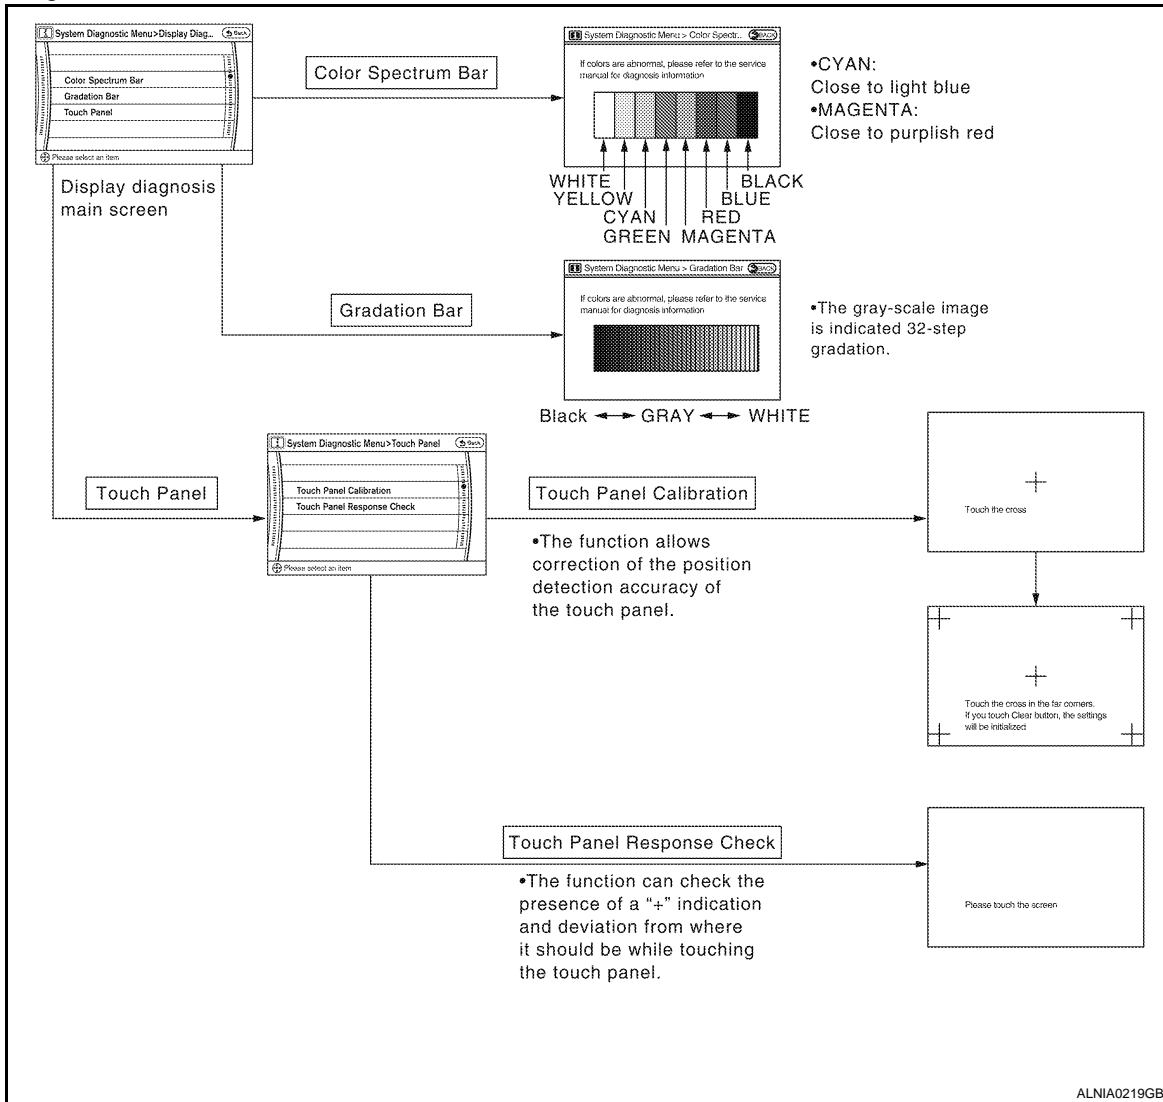 System Diagnostic Menu>Display Diag... Back
Color Spectrum Bar
Gradation Bar
Touch Panel
Please select an item
Display diagnosis
main screen
Color Spectrum Bar
System Diagnostic Menu > Color Spectr.. BACK
If colors are abnormal, please refer to the service
manual for diagnosis information
WHITE
YELLOW
CYAN
GREEN
MAGENTA
RED
BLUE
BLACK
•CYAN:
Close to light blue
•MAGENTA:
Close to purplish red
Gradation Bar
System Diagnostic Menu > Gradation Bar BACK
If colors are abnormal, please refer to the service
manual for diagnosis information
Black GRAY WHITE
•The gray-scale image
is indicated 32-step
gradation.
Touch Panel
System Diagnostic Menu>Touch Panel Back
Touch Panel Calibration
Touch Panel Response Check
Please select an item
Touch Panel Calibration
•The function allows
correction of the position
detection accuracy of
the touch panel.
Touch the cross
Touch the cross in the far corners.
If you touch Clear button, the settings
will be initialized
Touch Panel Response Check
•The function can check the
presence of a “+” indication
and deviation from where
it should be while touching
the touch panel.
Please touch the screen
ALNIA0219GB